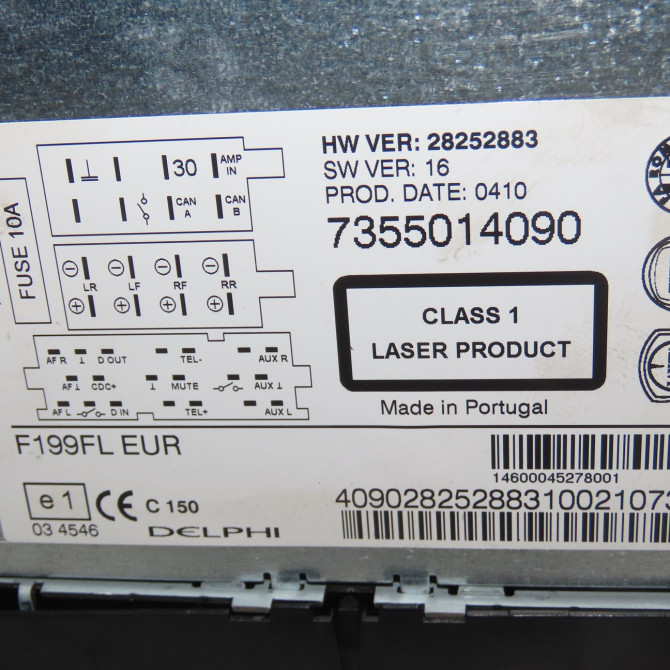 HW VER: 28252883
SW VER: 16
PROD. DATE: 0410
7355014090
30 AMP IN
CAN A CAN B
FUSE 10A
LR LF RF RR
CLASS 1
LASER PRODUCT
Made in Portugal
AF R ⊥ D OUT TEL- AUX R
AF ⊥ CDC+ ⊥ MUTE AUX ⊥
AF L D IN TEL+ AUX L
F199FL EUR
14600045278001
e 1 CE C 150
03 4546 DELPHI
4090282528831002107